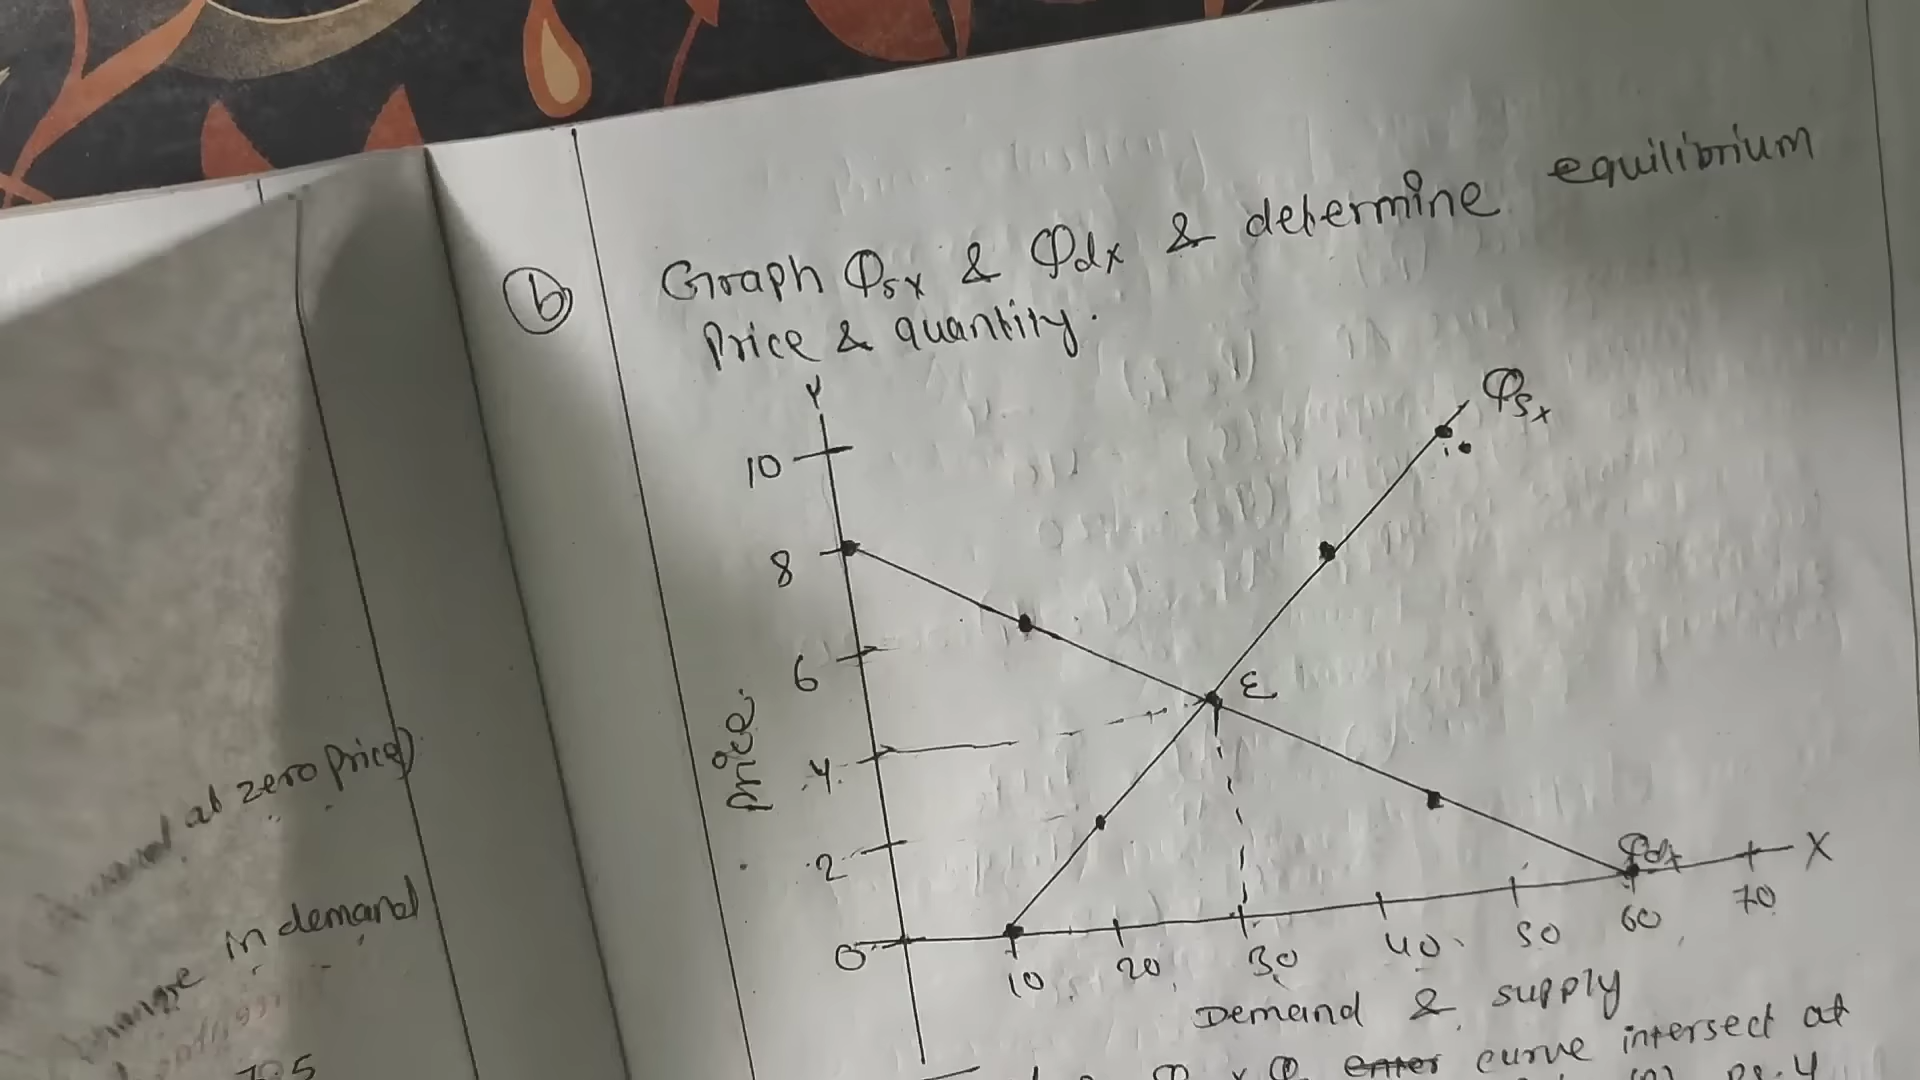 at zero price)
in demand
705
(b) Graph Qsx & Qdx & determine equilibrium
Price & quantity.
Y
Qsx
10
8
6
E
Price
4
2
Qdx
X
0
10 20 30 40 50 60 70
Demand & supply
curve intersect at